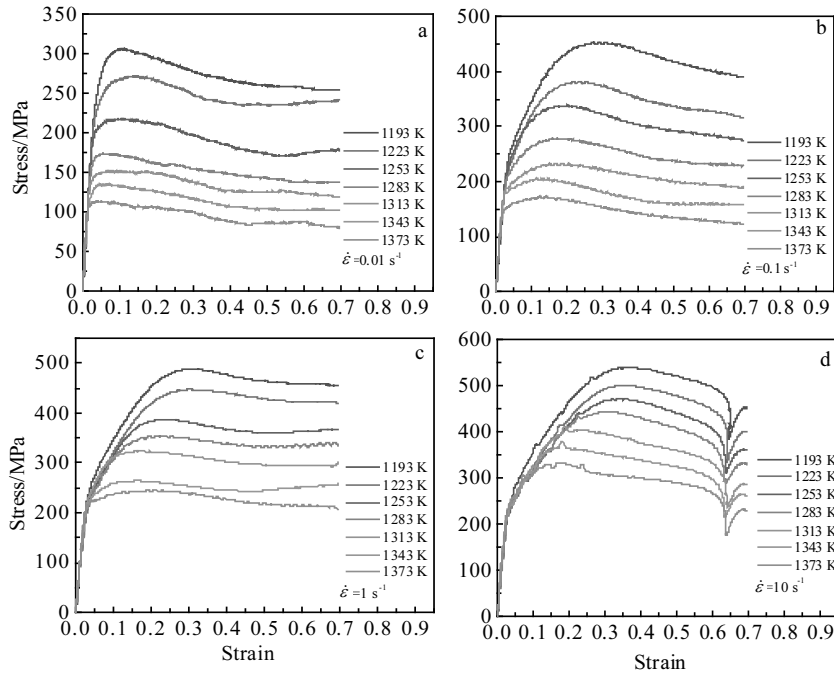 a
Stress/MPa
350
300
250
200
150
100
50
0
1193 K
1223 K
1253 K
1283 K
1313 K
1343 K
1373 K
ε̇ =0.01 s⁻¹
0.0 0.1 0.2 0.3 0.4 0.5 0.6 0.7 0.8 0.9
b
500
400
300
200
100
0
1193 K
1223 K
1253 K
1283 K
1313 K
1343 K
1373 K
ε̇ =0.1 s⁻¹
0.0 0.1 0.2 0.3 0.4 0.5 0.6 0.7 0.8 0.9
c
Stress/MPa
500
400
300
200
100
0
1193 K
1223 K
1253 K
1283 K
1313 K
1343 K
1373 K
ε̇ =1 s⁻¹
0.0 0.1 0.2 0.3 0.4 0.5 0.6 0.7 0.8 0.9
Strain
d
600
500
400
300
200
100
0
1193 K
1223 K
1253 K
1283 K
1313 K
1343 K
1373 K
ε̇ =10 s⁻¹
0.0 0.1 0.2 0.3 0.4 0.5 0.6 0.7 0.8 0.9
Strain